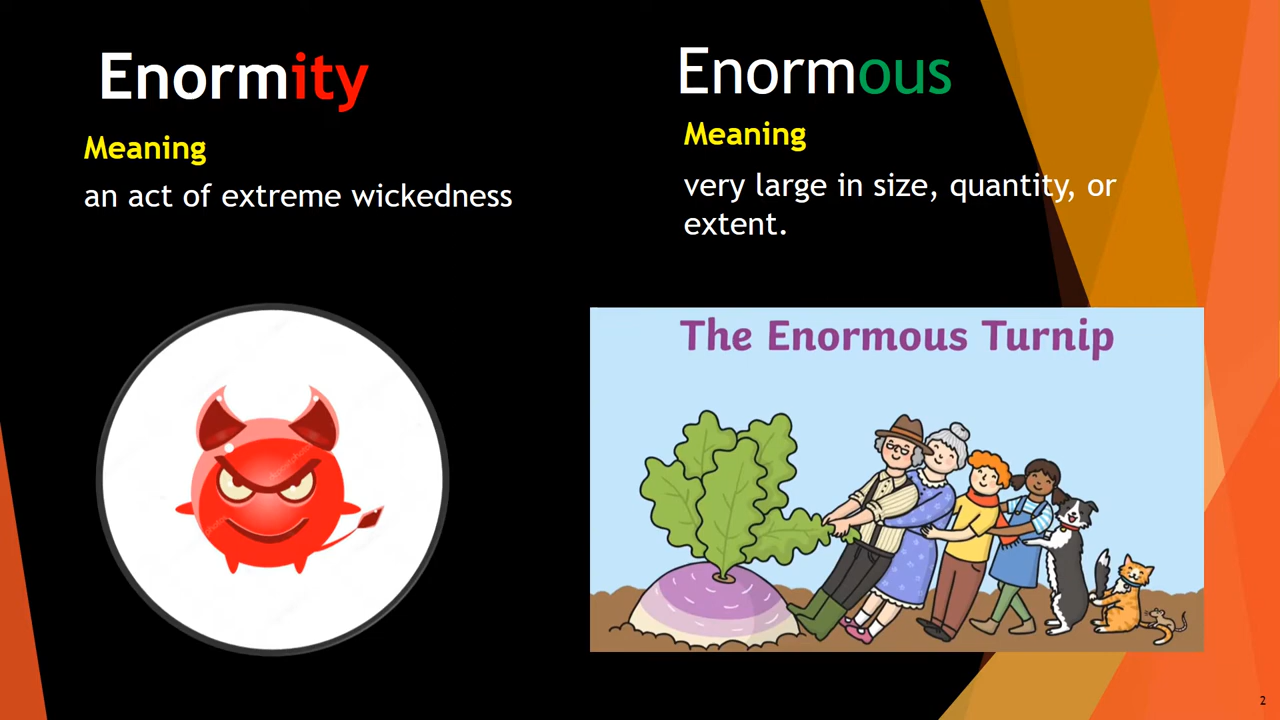 Enormity
Meaning
an act of extreme wickedness
Enormous
Meaning
very large in size, quantity, or
extent.
The Enormous Turnip
2